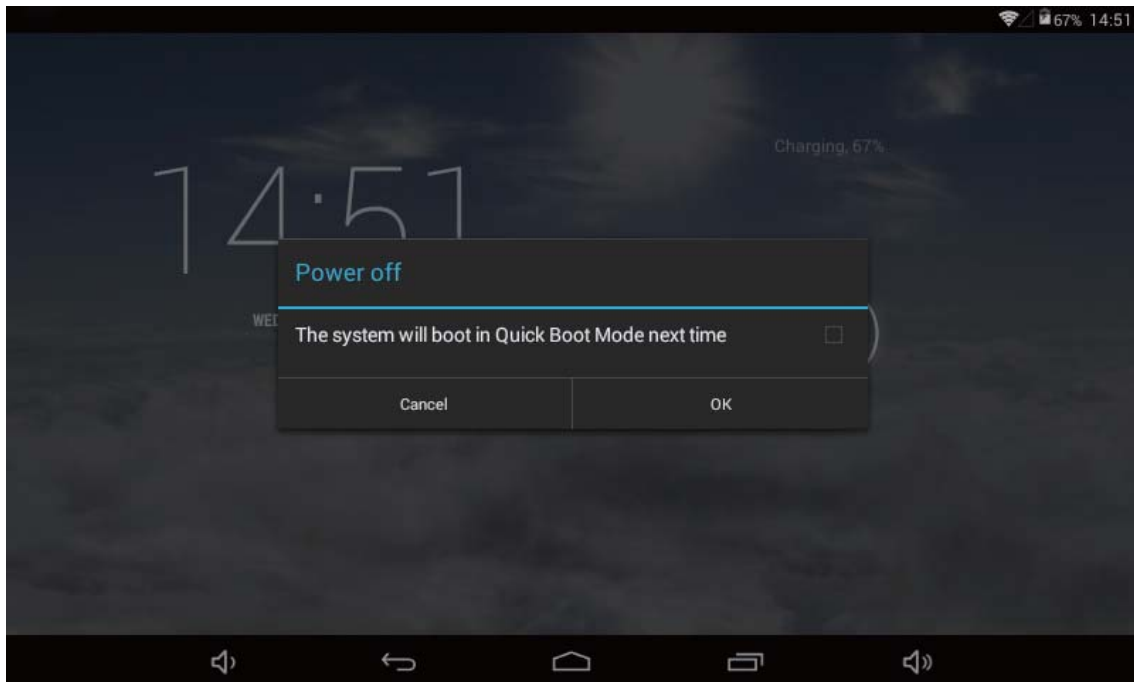 67% 14:51
Charging, 67%
14:51
Power off
WED
The system will boot in Quick Boot Mode next time
Cancel
OK